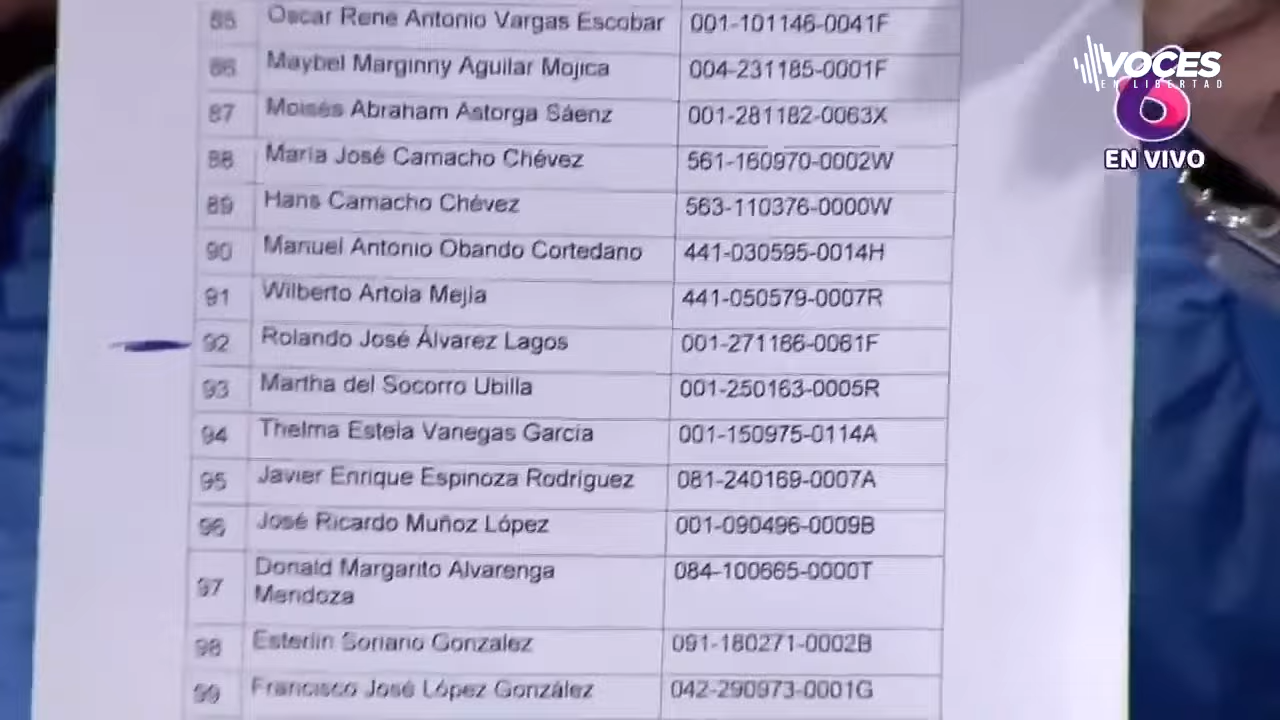 85 Óscar René Antonio Vargas Escobar 001-101146-0041F
86 Maybel Marginny Aguilar Mojica 004-231185-0001F
87 Moisés Abraham Astorga Sáenz 001-281182-0063X
88 María José Camacho Chévez 561-160970-0002W
89 Hans Camacho Chévez 563-110376-0000W
90 Manuel Antonio Obando Cortedano 441-030595-0014H
91 Wilberto Artola Mejía 441-050579-0007R
92 Rolando José Álvarez Lagos 001-271166-0061F
93 Martha del Socorro Ubilla 001-250163-0005R
94 Thelma Estela Vanegas García 001-150975-0114A
95 Javier Enrique Espinoza Rodríguez 081-240169-0007A
96 José Ricardo Muñoz López 001-090496-0009B
97 Donald Margarito Alvarenga 084-100665-0000T
Mendoza
98 Esterlin Soriano González 091-180271-0002B
99 Francisco José López González 042-290973-0001G
VOCES
EN LIBERTAD
6
EN VIVO